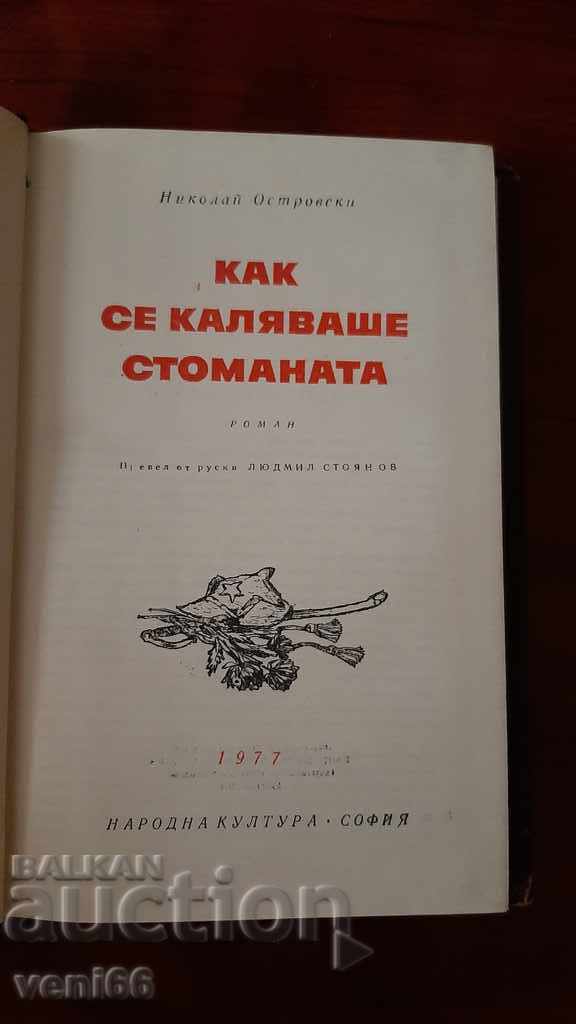 Николай Островски
КАК
СЕ КАЛЯВАШЕ
СТОМАНАТА
РОМАН
Превел от руски ЛЮДМИЛ СТОЯНОВ
1977
НАРОДНА КУЛТУРА · СОФИЯ
BALKAN
auction
veni66